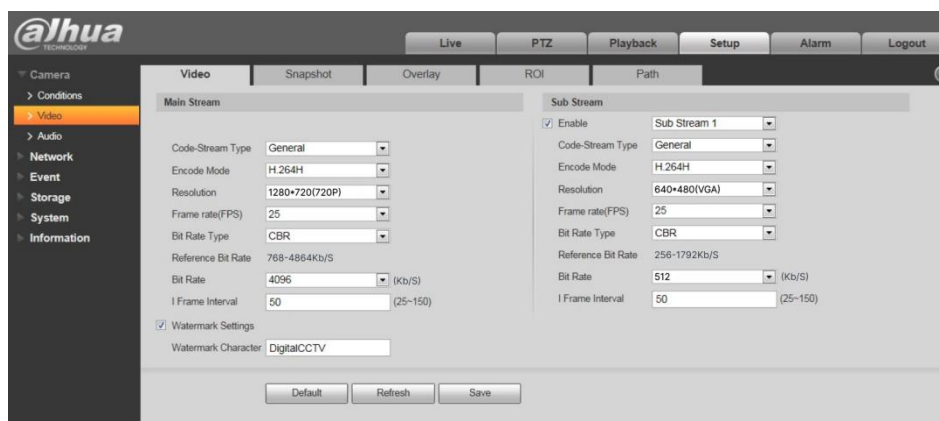 alhua
TECHNOLOGY
Live PTZ Playback Setup Alarm Logout
Camera
Conditions
Video
Audio
Network
Event
Storage
System
Information
Video Snapshot Overlay ROI Path
Main Stream
Code-Stream Type General
Encode Mode H.264H
Resolution 1280*720(720P)
Frame rate(FPS) 25
Bit Rate Type CBR
Reference Bit Rate 768-4864Kb/S
Bit Rate 4096 (Kb/S)
I Frame Interval 50 (25~150)
Watermark Settings
Watermark Character DigitalCCTV
Sub Stream
Enable Sub Stream 1
Code-Stream Type General
Encode Mode H.264H
Resolution 640*480(VGA)
Frame rate(FPS) 25
Bit Rate Type CBR
Reference Bit Rate 256-1792Kb/S
Bit Rate 512 (Kb/S)
I Frame Interval 50 (25~150)
Default Refresh Save